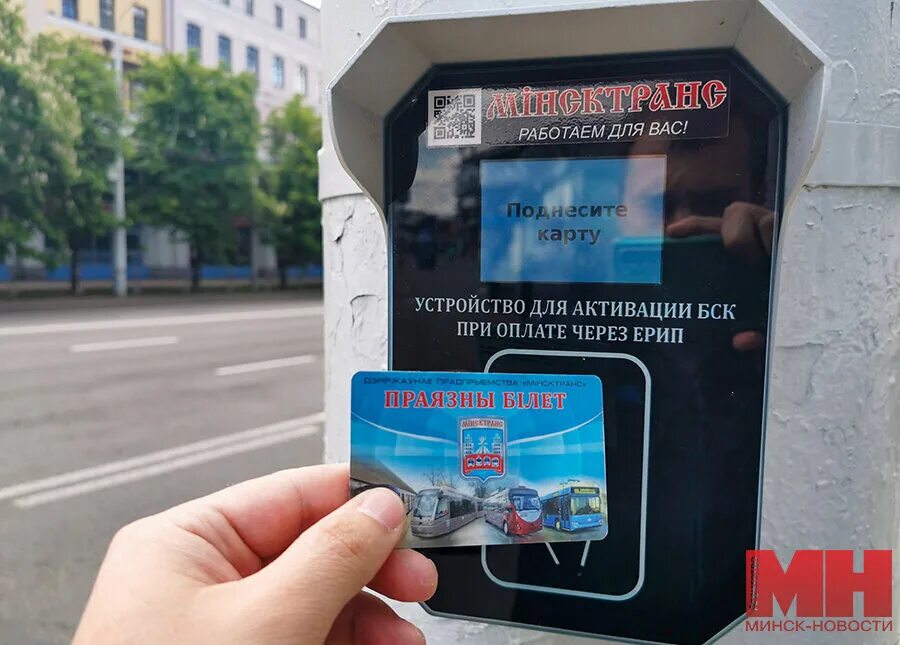 МІНСКТРАНС
РАБОТАЕМ ДЛЯ ВАС!
Поднесите
карту
УСТРОЙСТВО ДЛЯ АКТИВАЦИИ БСК
ПРИ ОПЛАТЕ ЧЕРЕЗ ЕРИП
ДЗЯРЖАЎНАЕ ПРАДПРЫЕМСТВА «МІНСКТРАНС»
ПРАЯЗНЫ БІЛЕТ
МІНСКТРАНС
МН
МИНСК-НОВОСТИ